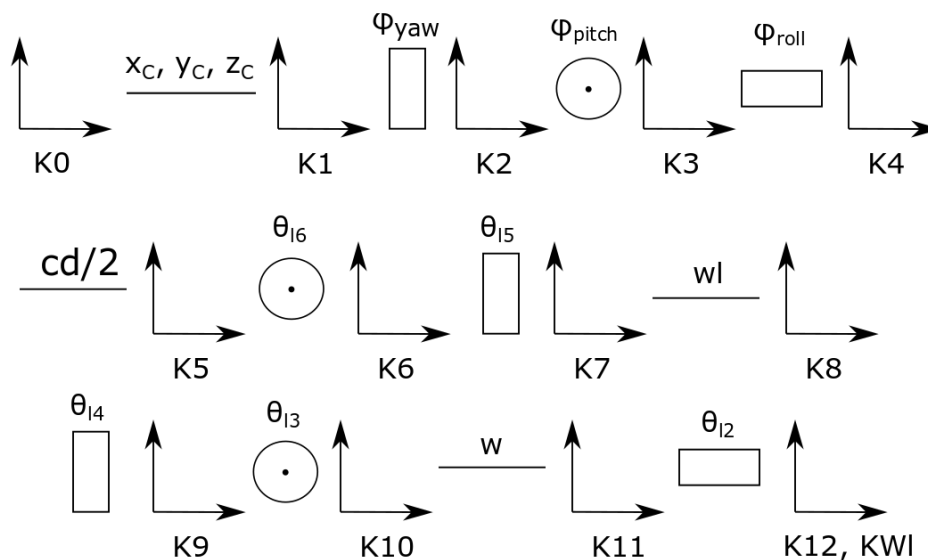 x_C, y_C, z_C φ_yaw φ_pitch φ_roll
K0 K1 K2 K3 K4
cd/2 θ_l6 θ_l5 wl
K5 K6 K7 K8
θ_l4 θ_l3 w θ_l2
K9 K10 K11 K12, KWl